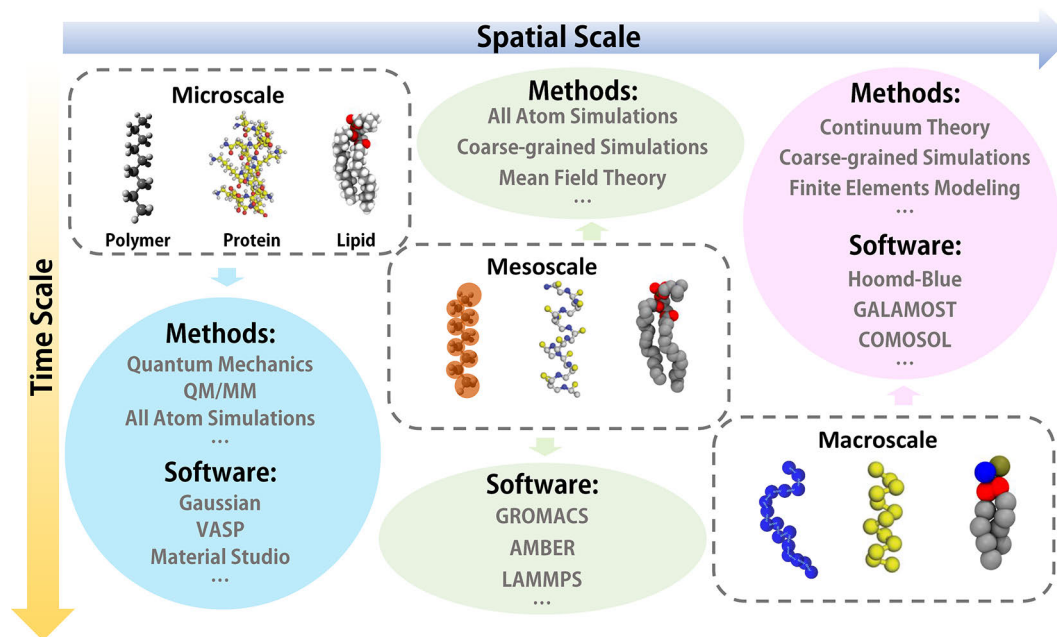 Spatial Scale
Time Scale
Microscale
Polymer
Protein
Lipid
Methods:
Quantum Mechanics
QM/MM
All Atom Simulations
...
Software:
Gaussian
VASP
Material Studio
...
Methods:
All Atom Simulations
Coarse-grained Simulations
Mean Field Theory
...
Mesoscale
Software:
GROMACS
AMBER
LAMMPS
...
Methods:
Continuum Theory
Coarse-grained Simulations
Finite Elements Modeling
...
Software:
Hoomd-Blue
GALAMOST
COMOSOL
...
Macroscale